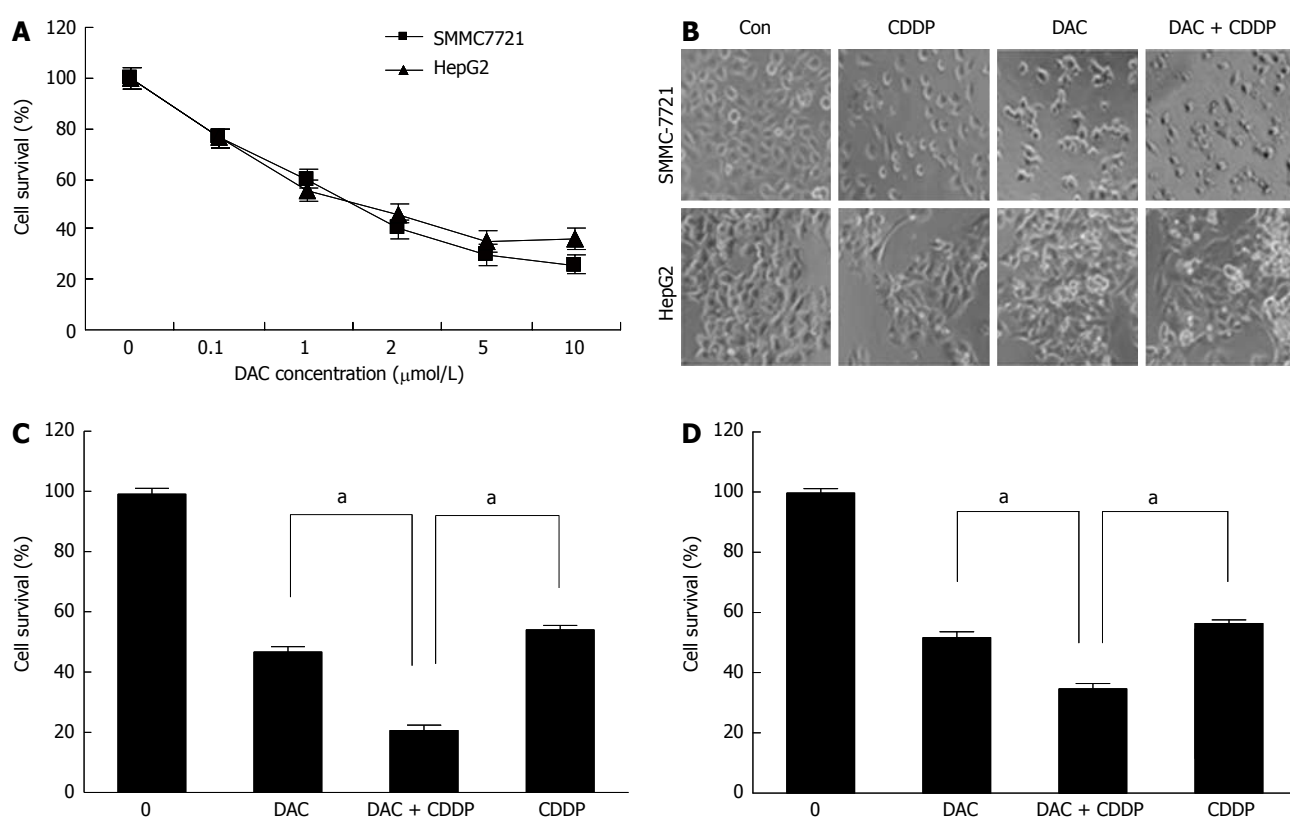 A
120
100
80
60
40
20
0
Cell survival (%)
SMMC7721
HepG2
0 0.1 1 2 5 10
DAC concentration (μmol/L)
B
Con CDDP DAC DAC + CDDP
SMMC-7721
HepG2
C
120
100
80
60
40
20
0
Cell survival (%)
a a
0 DAC DAC + CDDP CDDP
D
120
100
80
60
40
20
0
Cell survival (%)
a a
0 DAC DAC + CDDP CDDP